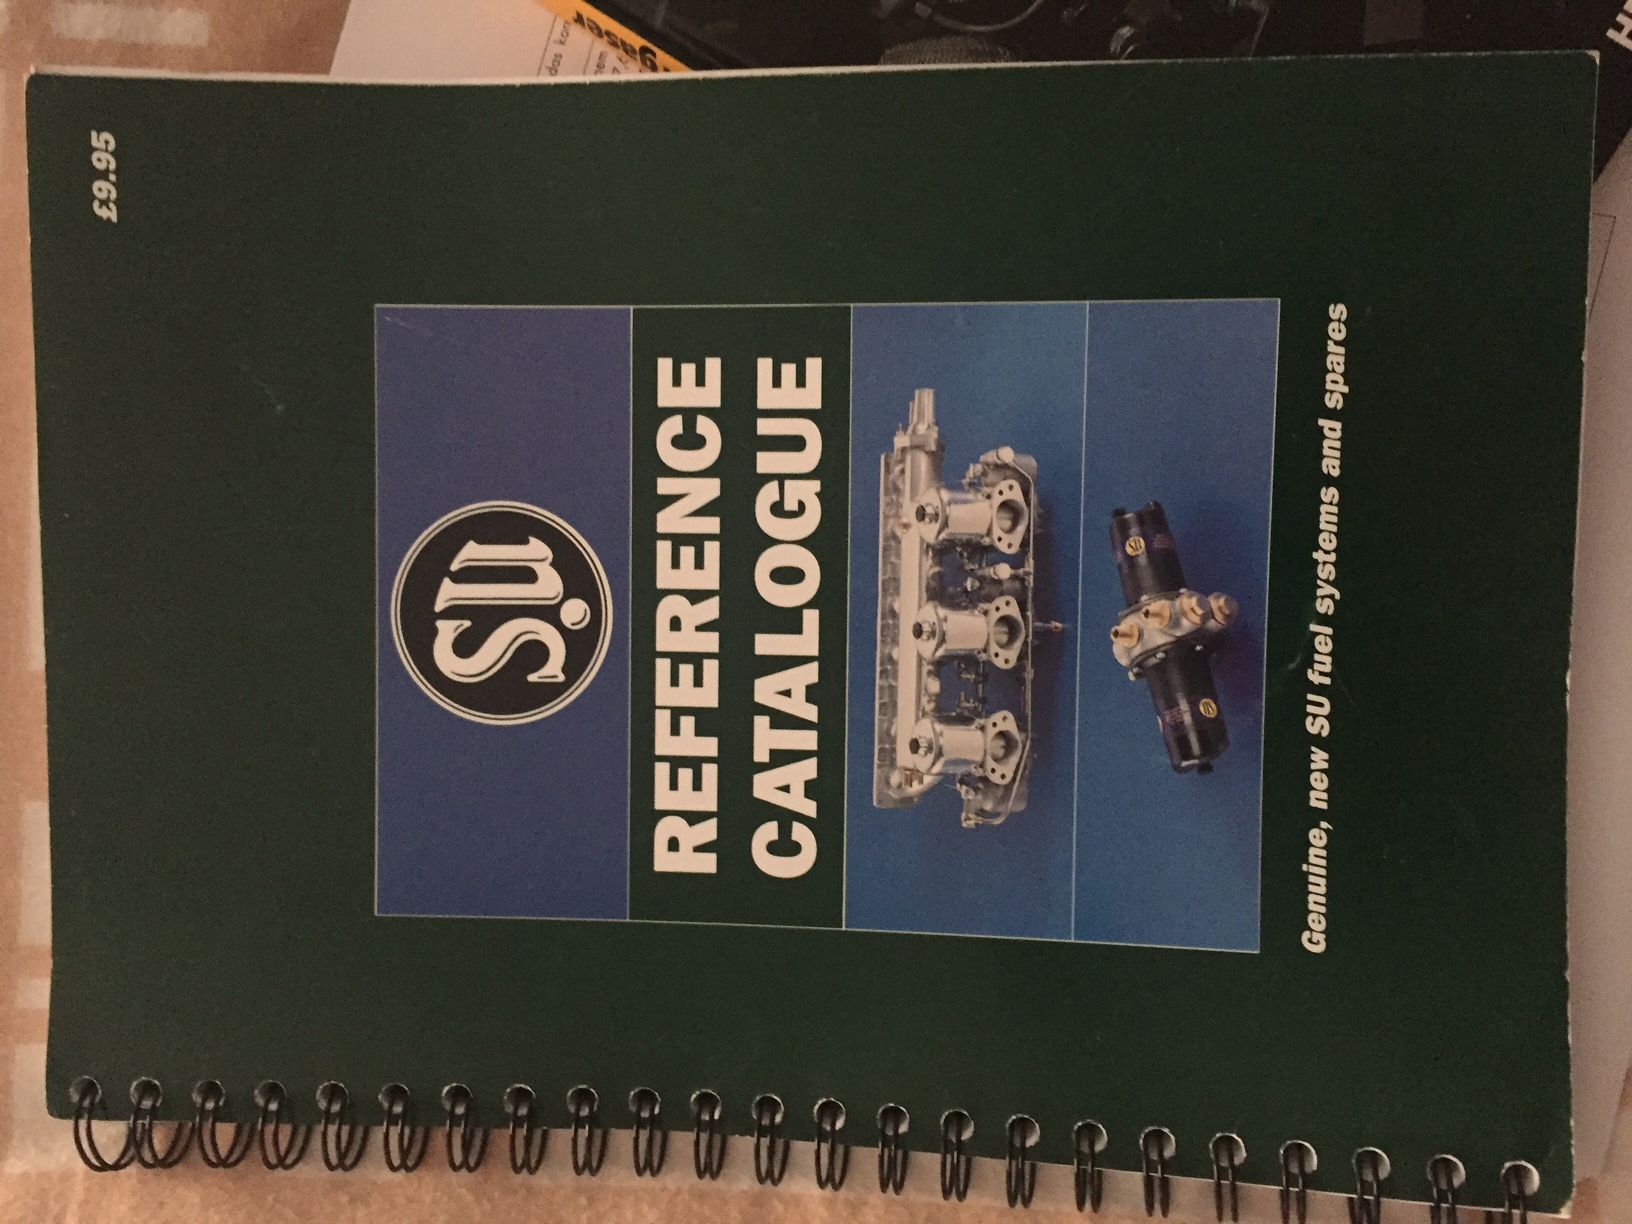 £9.95
SU
REFERENCE
CATALOGUE
Genuine, new SU fuel systems and spares